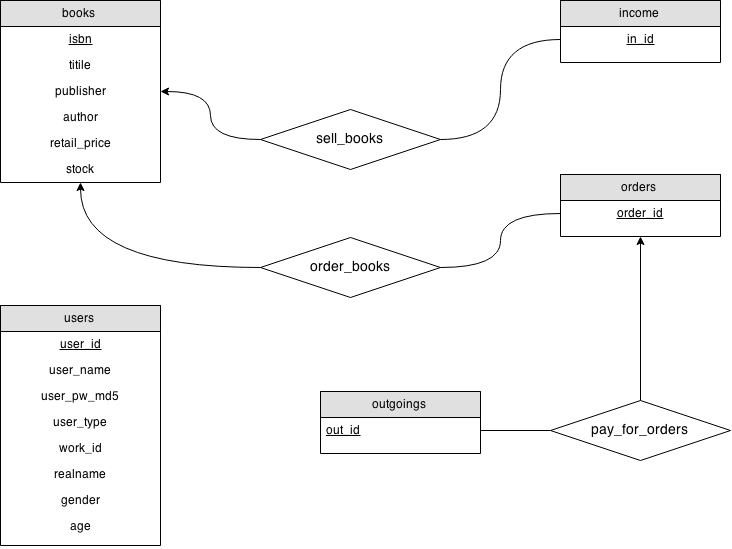 books
isbn
titile
publisher
author
retail_price
stock
income
in_id
sell_books
orders
order_id
order_books
users
user_id
user_name
user_pw_md5
user_type
work_id
realname
gender
age
outgoings
out_id
pay_for_orders